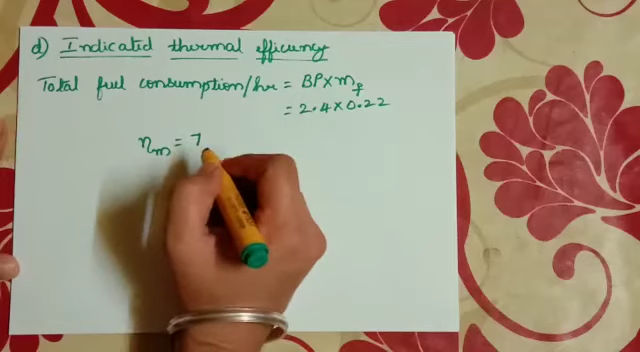 d) Indicated thermal efficiency
Total fuel consumption/hr = BP×mf
= 2.4×0.22
ηm = 7